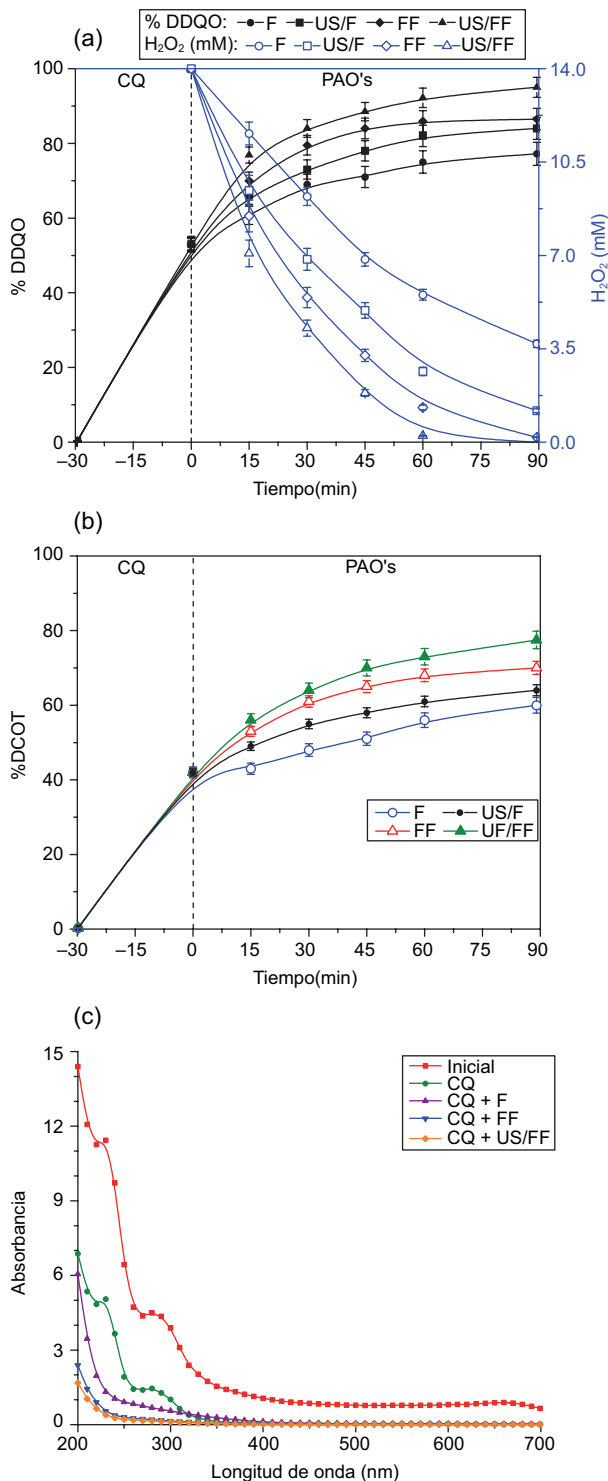 (a)
% DDQO: F US/F FF US/FF
H₂O₂ (mM): F US/F FF US/FF
CQ PAO's
100
80
60
40
20
0
% DDQO
14.0
10.5
7.0
3.5
0.0
H₂O₂ (mM)
–30 –15 0 15 30 45 60 75 90
Tiempo(min)
(b)
CQ PAO's
100
80
60
40
20
0
%DCOT
F US/F
FF UF/FF
–30 –15 0 15 30 45 60 75 90
Tiempo(min)
(c)
15
12
9
6
3
0
Absorbancia
Inicial
CQ
CQ + F
CQ + FF
CQ + US/FF
200 300 400 500 600 700
Longitud de onda (nm)